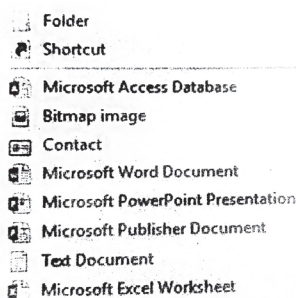 Folder
Shortcut
Microsoft Access Database
Bitmap image
Contact
Microsoft Word Document
Microsoft PowerPoint Presentation
Microsoft Publisher Document
Text Document
Microsoft Excel Worksheet